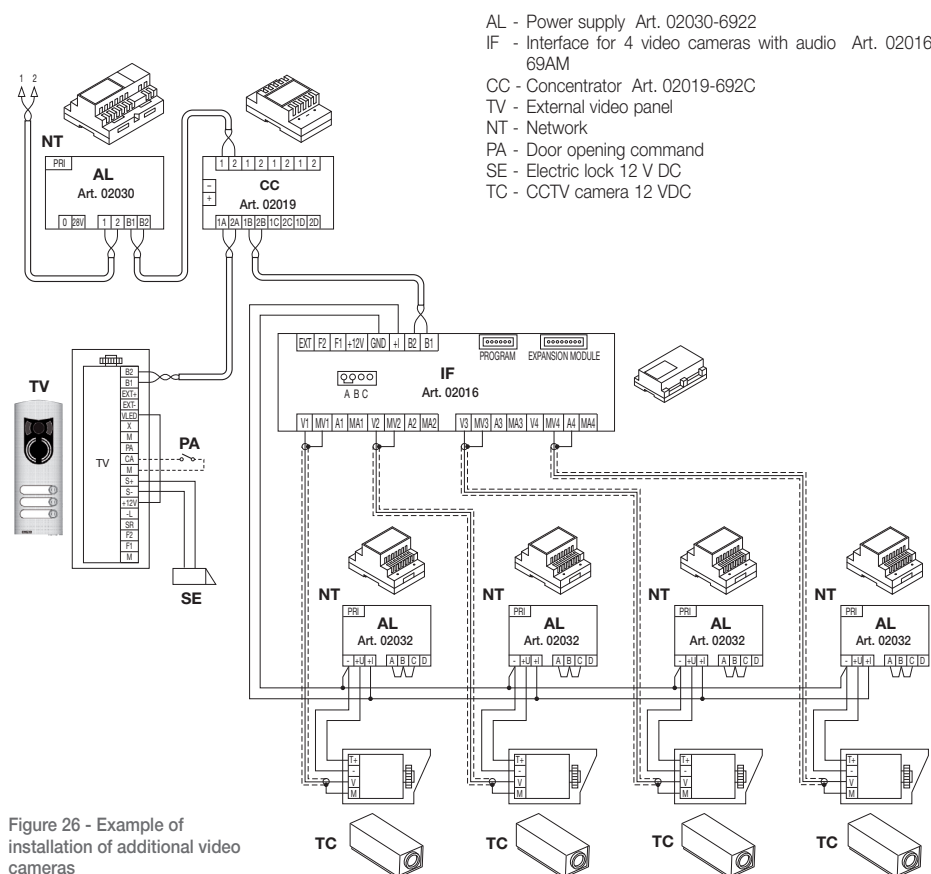 AL - Power supply Art. 02030-6922
IF - Interface for 4 video cameras with audio Art. 02016
69AM
CC - Concentrator Art. 02019-692C
TV - External video panel
NT - Network
PA - Door opening command
SE - Electric lock 12 V DC
TC - CCTV camera 12 VDC
1 2
NT
PRI
AL
Art. 02030
0 28V 1 2 B1 B2
1 2 1 2 1 2 1 2
–
+
CC
Art. 02019
1A 2A 1B 2B 1C 2C 1D 2D
EXT F2 F1 +12V GND +I B2 B1
PROGRAM EXPANSION MODULE
IF
Art. 02016
A B C
V1 MV1 A1 MA1 V2 MV2 A2 MA2 V3 MV3 A3 MA3 V4 MV4 A4 MA4
TV
TV
B2
B1
EXT+
EXT-
VLED
X
M
PA
CA
M
S+
S-
+12V
-L
SR
F2
F1
M
PA
SE
NT NT NT NT
PRI PRI PRI PRI
AL AL AL AL
Art. 02032 Art. 02032 Art. 02032 Art. 02032
- +U +I A B C D - +U +I A B C D - +U +I A B C D - +U +I A B C D
T+ T+ T+ T+
- - - -
V V V V
M M M M
TC TC TC TC
Figure 26 - Example of
installation of additional video
cameras